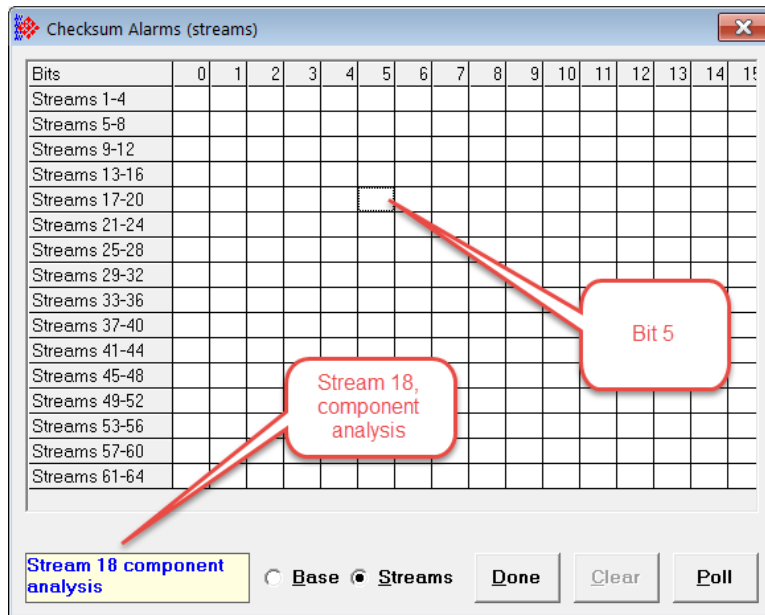 Checksum Alarms (streams)
Bits 0 1 2 3 4 5 6 7 8 9 10 11 12 13 14 15
Streams 1-4
Streams 5-8
Streams 9-12
Streams 13-16
Streams 17-20
Streams 21-24
Streams 25-28
Streams 29-32
Streams 33-36
Streams 37-40
Streams 41-44
Streams 45-48
Streams 49-52
Streams 53-56
Streams 57-60
Streams 61-64
Bit 5
Stream 18,
component
analysis
Stream 18 component
analysis
Base Streams Done Clear Poll